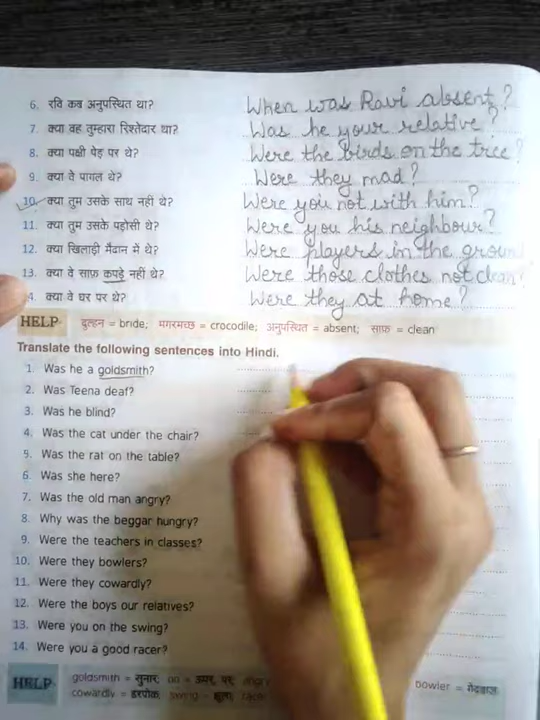 6. रवि कब अनुपस्थित था? When was Ravi absent?
7. क्या वह तुम्हारा रिश्तेदार था? Was he your relative?
8. क्या पक्षी पेड़ पर थे? Were the birds on the tree?
9. क्या वे पागल थे? Were they mad?
10. क्या तुम उसके साथ नहीं थे? Were you not with him?
11. क्या तुम उसके पड़ोसी थे? Were you his neighbour?
12. क्या खिलाड़ी मैदान में थे? Were players in the groun
13. क्या वे साफ़ कपड़े नहीं थे? Were those clothes not clean?
4. क्या वे घर पर थे? Were they at home?
HELP दुल्हन = bride; मगरमच्छ = crocodile; अनुपस्थित = absent; साफ़ = clean
Translate the following sentences into Hindi.
1. Was he a goldsmith?
2. Was Teena deaf?
3. Was he blind?
4. Was the cat under the chair?
5. Was the rat on the table?
6. Was she here?
7. Was the old man angry?
8. Why was the beggar hungry?
9. Were the teachers in classes?
10. Were they bowlers?
11. Were they cowardly?
12. Were the boys our relatives?
13. Were you on the swing?
14. Were you a good racer?
HELP goldsmith = सुनार; on = ऊपर, पर; angry bowler = गेंदबाज़
cowardly = डरपोक; swing = झूला; racer